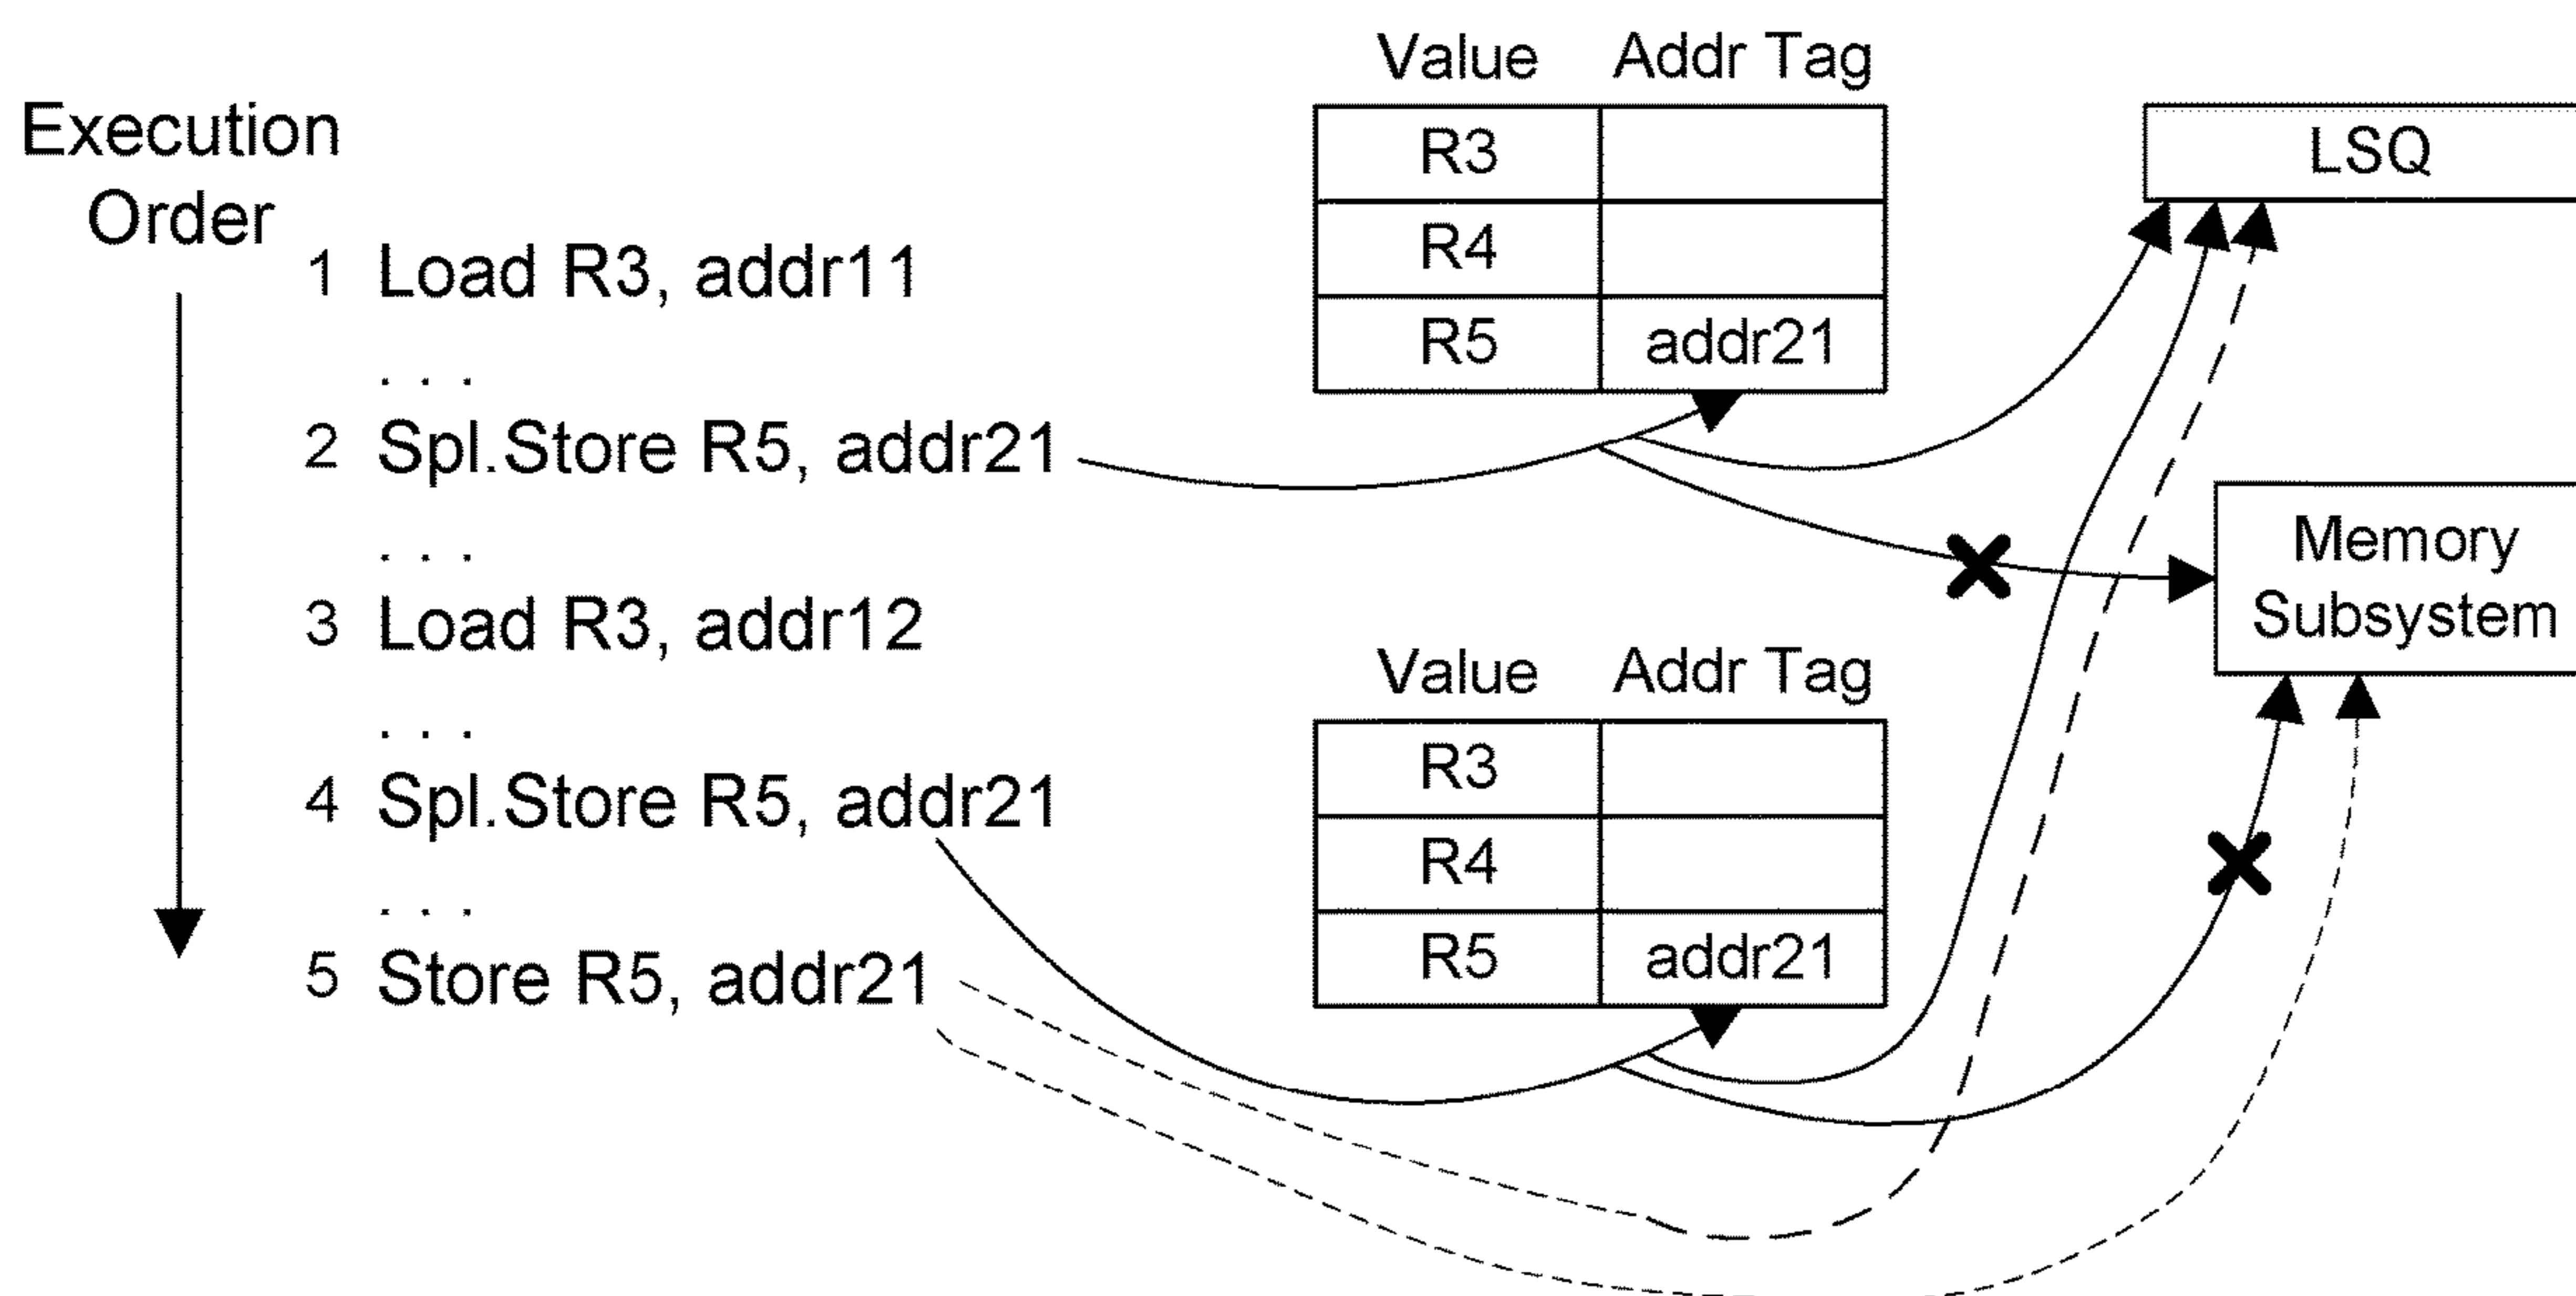 Execution
Order
1 Load R3, addr11
. . .
2 Spl.Store R5, addr21
. . .
3 Load R3, addr12
. . .
4 Spl.Store R5, addr21
. . .
5 Store R5, addr21
Value Addr Tag
R3
R4
R5 addr21
Value Addr Tag
R3
R4
R5 addr21
LSQ
Memory
Subsystem